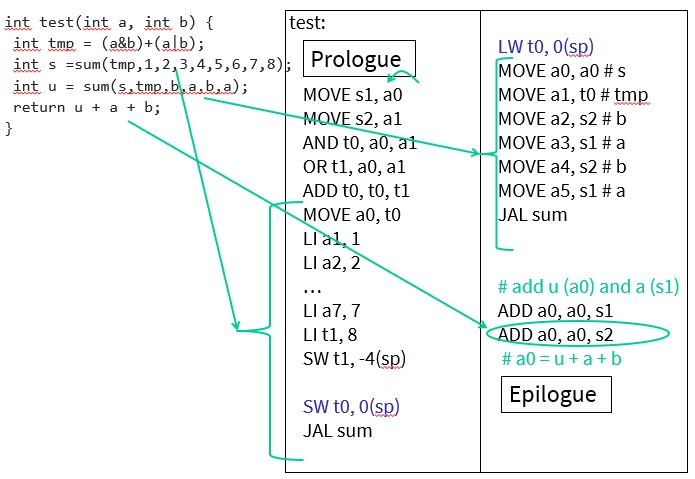 int test(int a, int b) {
int tmp = (a&b)+(a|b);
int s =sum(tmp,1,2,3,4,5,6,7,8);
int u = sum(s,tmp,b,a,b,a);
return u + a + b;
}
test:
Prologue
MOVE s1, a0
MOVE s2, a1
AND t0, a0, a1
OR t1, a0, a1
ADD t0, t0, t1
MOVE a0, t0
LI a1, 1
LI a2, 2
...
LI a7, 7
LI t1, 8
SW t1, -4(sp)
SW t0, 0(sp)
JAL sum
LW t0, 0(sp)
MOVE a0, a0 # s
MOVE a1, t0 # tmp
MOVE a2, s2 # b
MOVE a3, s1 # a
MOVE a4, s2 # b
MOVE a5, s1 # a
JAL sum
# add u (a0) and a (s1)
ADD a0, a0, s1
ADD a0, a0, s2
# a0 = u + a + b
Epilogue